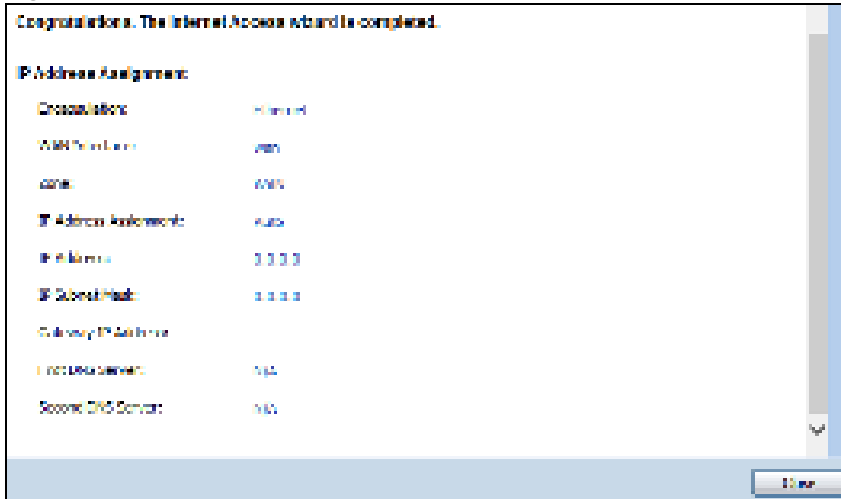 Congratulations. The Internet Access wizard is completed.
IP Address Assignment
Encapsulation: Ethernet
WAN Interface:
Zone: WAN
IP Address Assignment: Auto
IP Address: 0.0.0.0
IP Subnet Mask: 0.0.0.0
Gateway IP Address
First DNS Server: N/A
Second DNS Server: N/A
Close